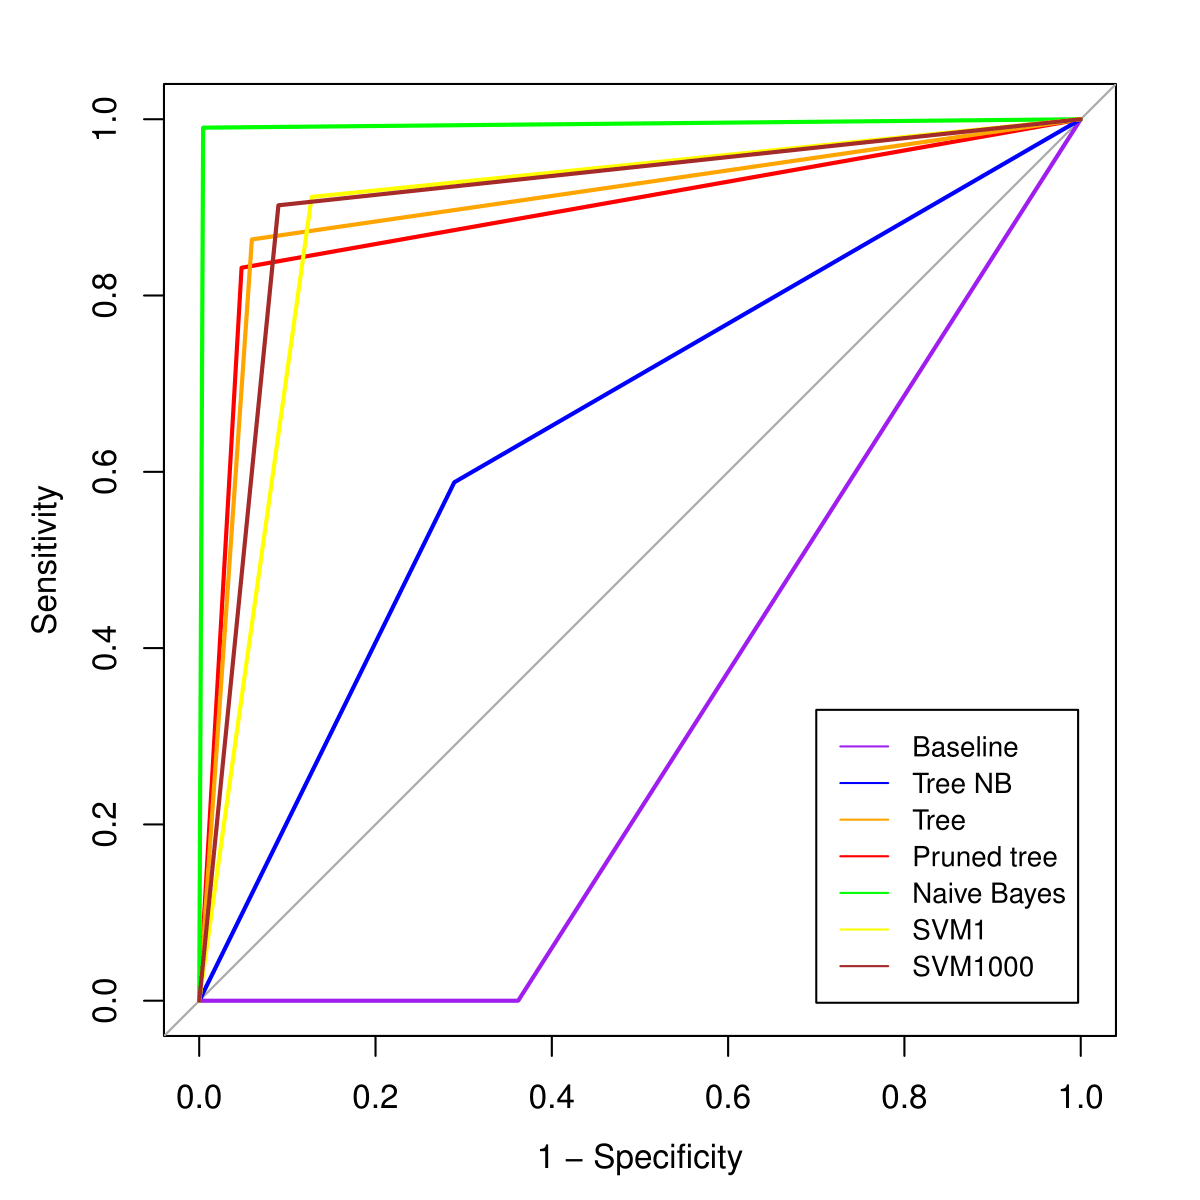 1.0
0.8
0.6
0.4
0.2
0.0
Sensitivity
Baseline
Tree NB
Tree
Pruned tree
Naive Bayes
SVM1
SVM1000
0.0 0.2 0.4 0.6 0.8 1.0
1 − Specificity